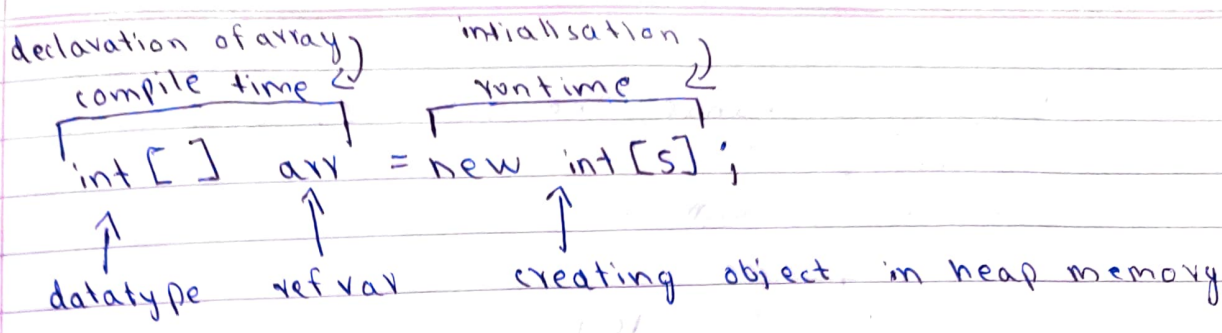 declaration of array intiallsation
compile time runtime
int [ ] arr = new int [5] ;
datatype ref var creating object in heap memory